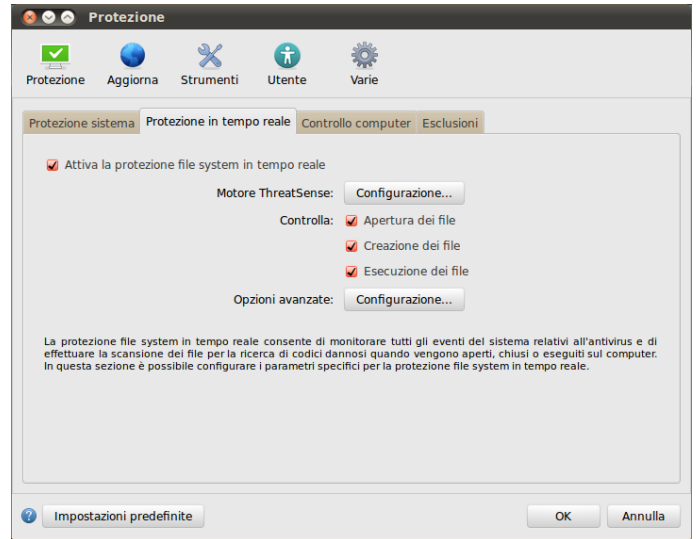 Protezione
Protezione Aggiorna Strumenti Utente Varie
Protezione sistema Protezione in tempo reale Controllo computer Esclusioni
Attiva la protezione file system in tempo reale
Motore ThreatSense: Configurazione...
Controlla: Apertura dei file
Creazione dei file
Esecuzione dei file
Opzioni avanzate: Configurazione...
La protezione file system in tempo reale consente di monitorare tutti gli eventi del sistema relativi all'antivirus e di
effettuare la scansione dei file per la ricerca di codici dannosi quando vengono aperti, chiusi o eseguiti sul computer.
In questa sezione è possibile configurare i parametri specifici per la protezione file system in tempo reale.
? Impostazioni predefinite OK Annulla